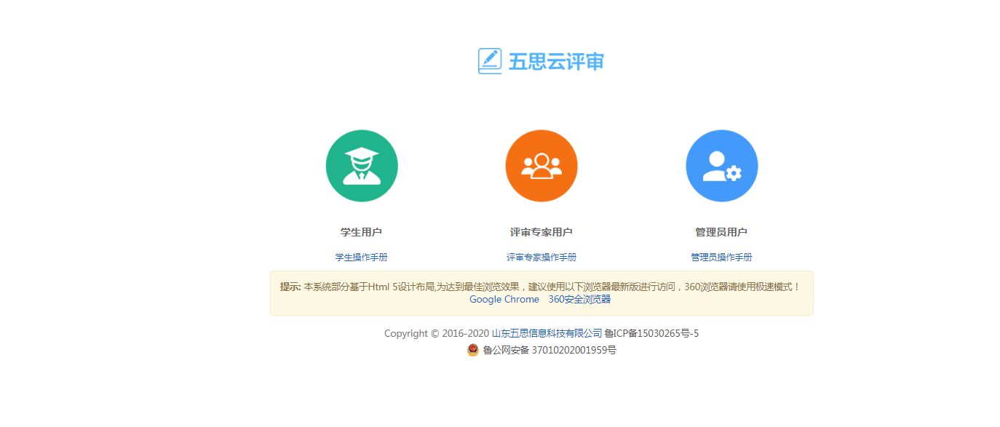 五思云评审
学生用户
评审专家用户
管理员用户
学生操作手册
评审专家操作手册
管理员操作手册
提示: 本系统部分基于Html 5设计布局,为达到最佳浏览效果，建议使用以下浏览器最新版进行访问，360浏览器请使用极速模式！
Google Chrome 360安全浏览器
Copyright © 2016-2020 山东五思信息科技有限公司 鲁ICP备15030265号-5
鲁公网安备 37010202001959号